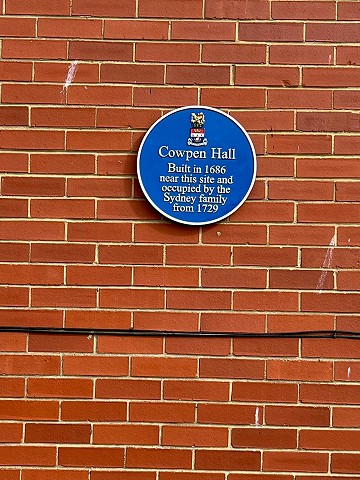 Cowpen Hall
Built in 1686
near this site and
occupied by the
Sydney family
from 1729